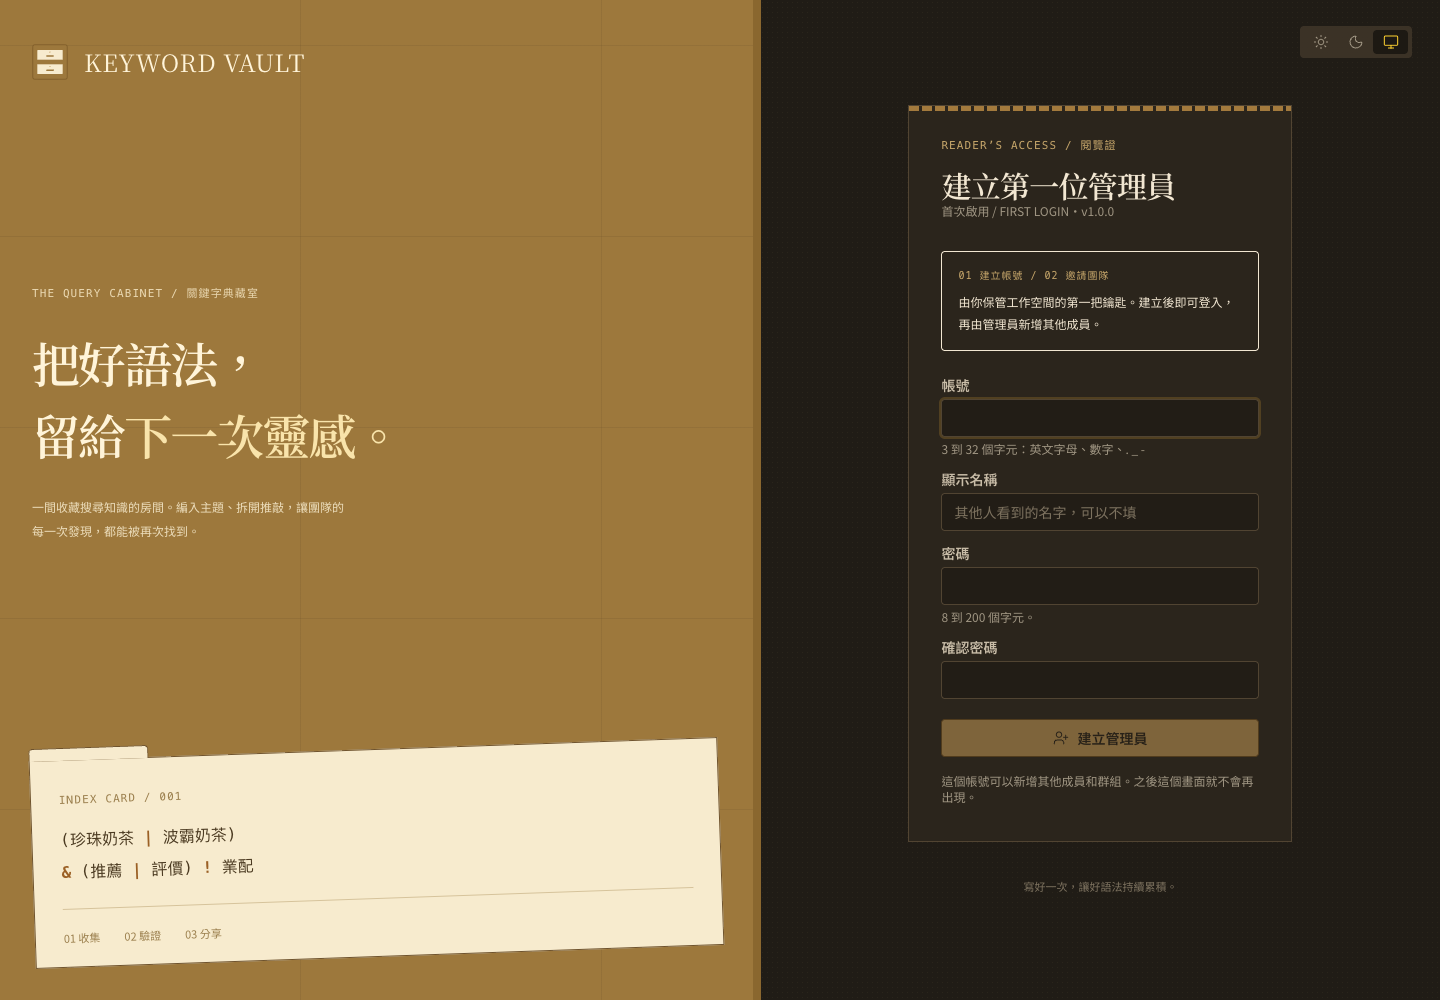 KEYWORD VAULT
THE QUERY CABINET / 關鍵字典藏室
把好語法，
留給下一次靈感。
一間收藏搜尋知識的房間。編入主題、拆開推敲，讓團隊的
每一次發現，都能被再次找到。
INDEX CARD / 001
(珍珠奶茶 | 波霸奶茶)
& (推薦 | 評價) ! 業配
01 收集 02 驗證 03 分享
READER’S ACCESS / 閱覽證
建立第一位管理員
首次啟用 / FIRST LOGIN・v1.0.0
01 建立帳號 / 02 邀請團隊
由你保管工作空間的第一把鑰匙。建立後即可登入，
再由管理員新增其他成員。
帳號
3 到 32 個字元：英文字母、數字、. _ -
顯示名稱
其他人看到的名字，可以不填
密碼
8 到 200 個字元。
確認密碼
建立管理員
這個帳號可以新增其他成員和群組。之後這個畫面就不會再
出現。
寫好一次，讓好語法持續累積。